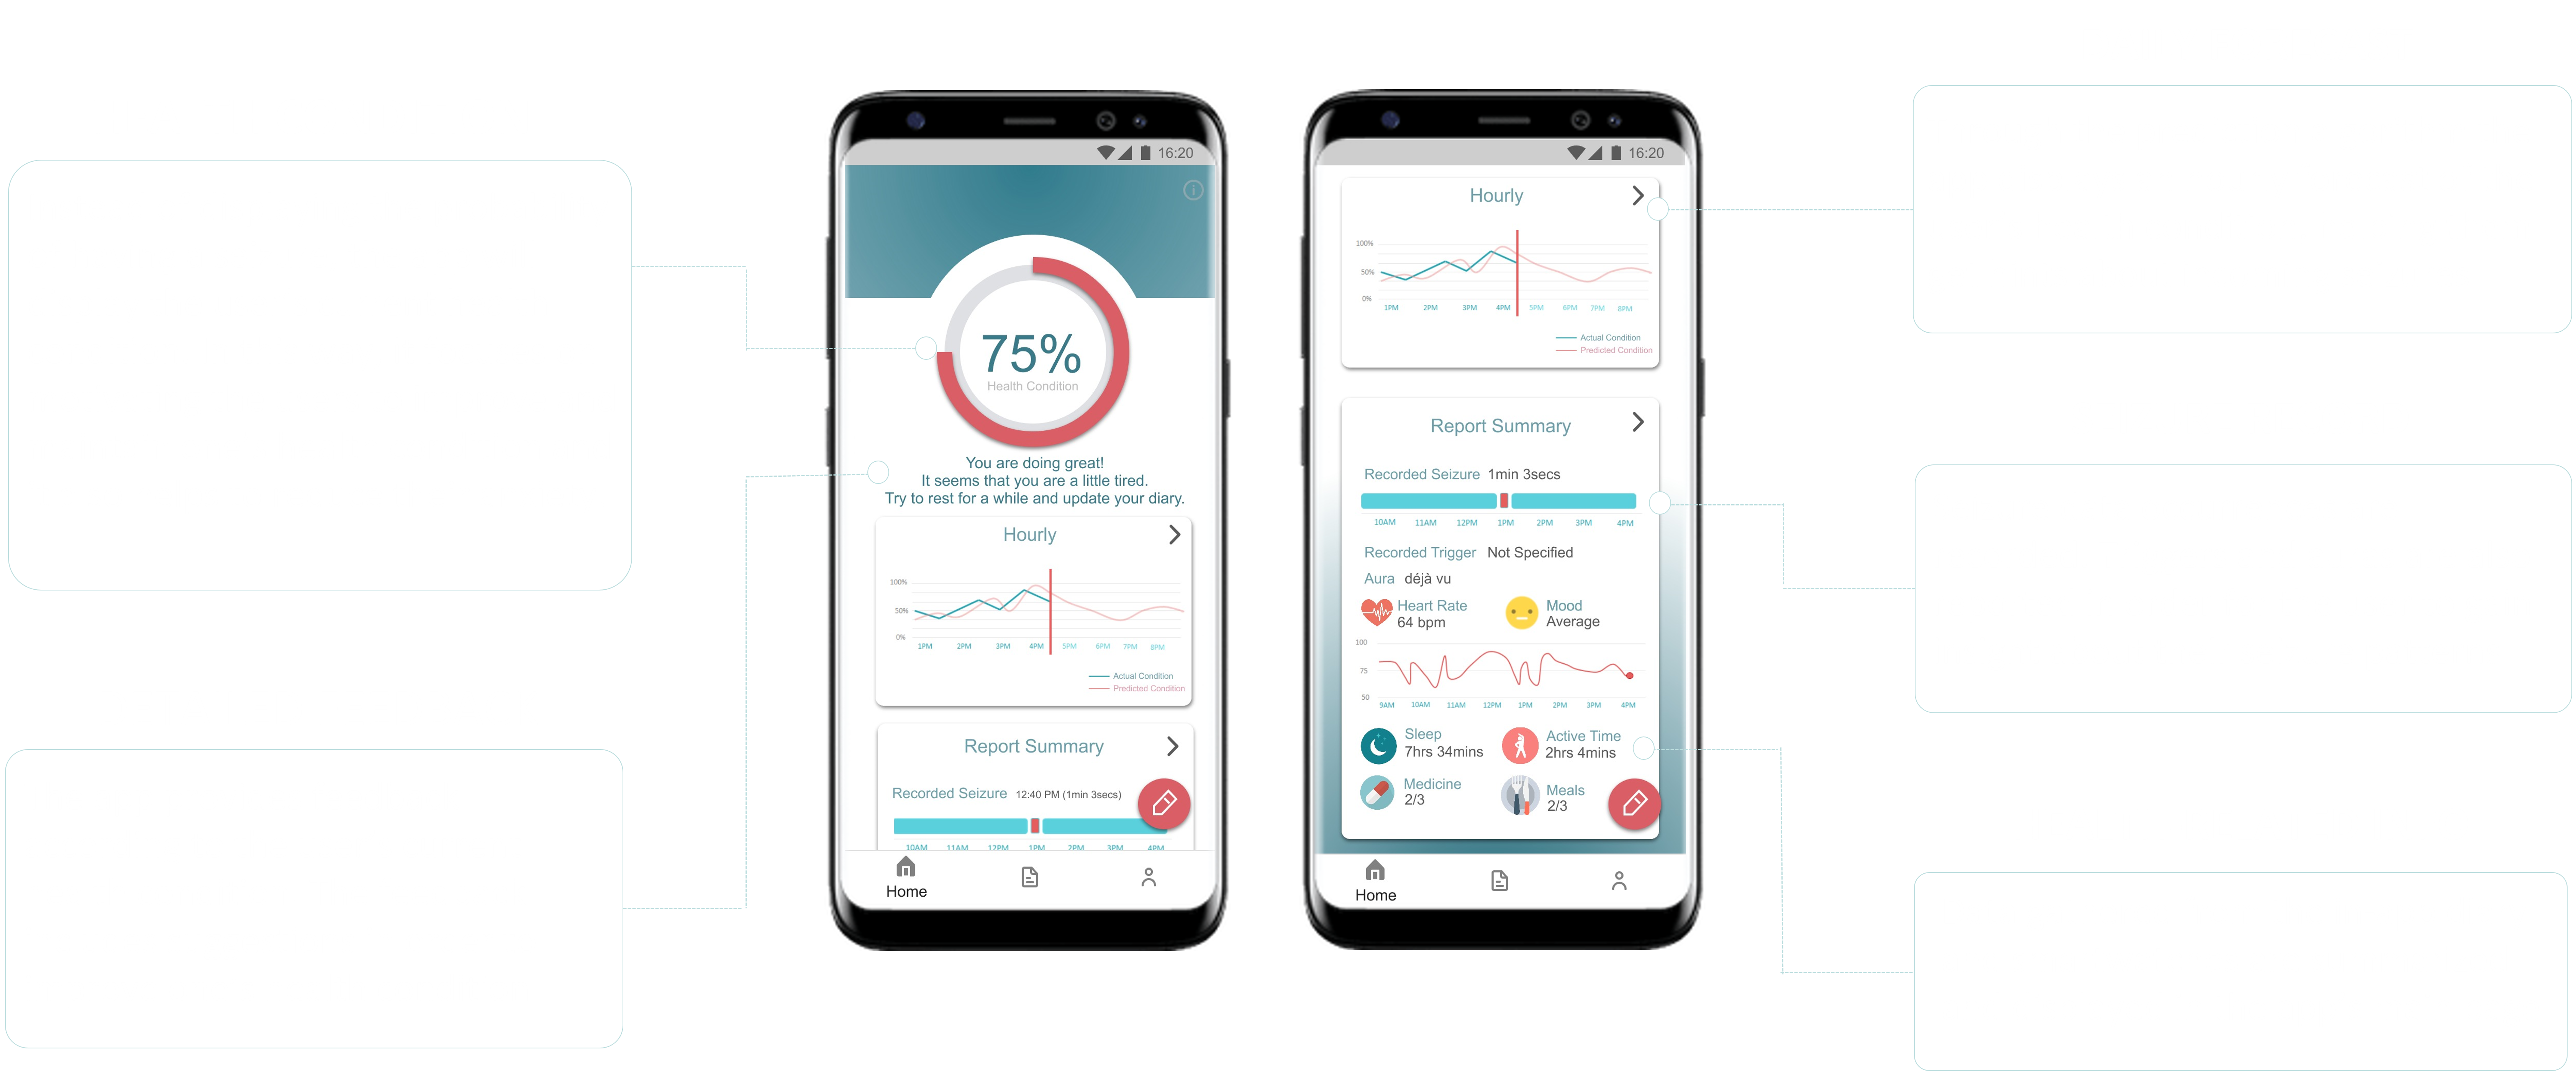 16:20
75%
Health Condition
You are doing great!
It seems that you are a little tired.
Try to rest for a while and update your diary.
Hourly
100%
50%
0%
1PM 2PM 3PM 4PM 5PM 6PM 7PM 8PM
Actual Condition
Predicted Condition
Report Summary
Recorded Seizure 12:40 PM (1min 3secs)
10AM 11AM 12PM 1PM 2PM 3PM 4PM
Home
16:20
Hourly
100%
50%
0%
1PM 2PM 3PM 4PM 5PM 6PM 7PM 8PM
Actual Condition
Predicted Condition
Report Summary
Recorded Seizure 1min 3secs
10AM 11AM 12PM 1PM 2PM 3PM 4PM
Recorded Trigger Not Specified
Aura déjà vu
Heart Rate
64 bpm
Mood
Average
100
75
50
9AM 10AM 11AM 12PM 1PM 2PM 3PM 4PM
Sleep
7hrs 34mins
Active Time
2hrs 4mins
Medicine
2/3
Meals
2/3
Home